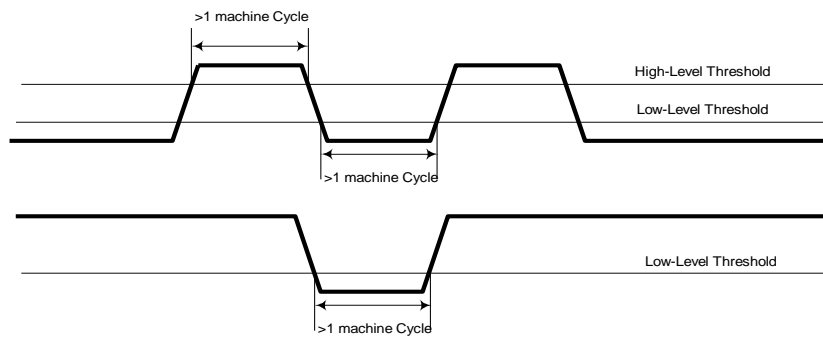 >1 machine Cycle
High-Level Threshold
Low-Level Threshold
>1 machine Cycle
Low-Level Threshold
>1 machine Cycle